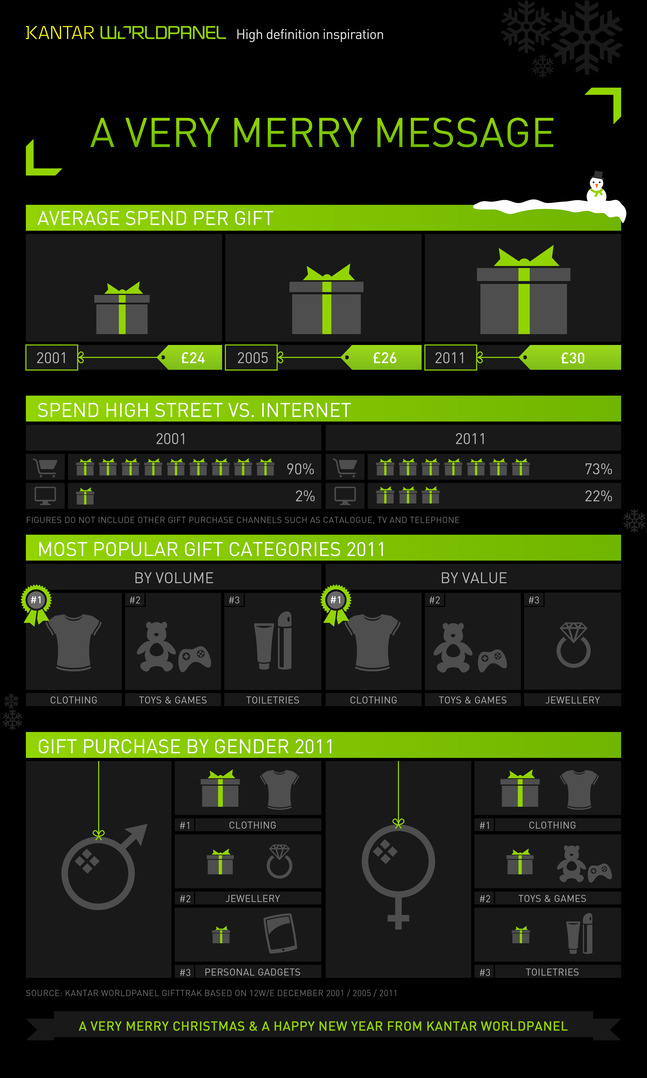 KANTAR WORLDPANEL High definition inspiration
A VERY MERRY MESSAGE
AVERAGE SPEND PER GIFT
2001 £24 2005 £26 2011 £30
SPEND HIGH STREET VS. INTERNET
2001 2011
90% 73%
2% 22%
FIGURES DO NOT INCLUDE OTHER GIFT PURCHASE CHANNELS SUCH AS CATALOGUE, TV AND TELEPHONE
MOST POPULAR GIFT CATEGORIES 2011
BY VOLUME BY VALUE
#1 #2 #3 #1 #2 #3
CLOTHING TOYS & GAMES TOILETRIES CLOTHING TOYS & GAMES JEWELLERY
GIFT PURCHASE BY GENDER 2011
#1 CLOTHING #1 CLOTHING
#2 JEWELLERY #2 TOYS & GAMES
#3 PERSONAL GADGETS #3 TOILETRIES
SOURCE: KANTAR WORLDPANEL GIFTTRAK BASED ON 12W/E DECEMBER 2001 / 2005 / 2011
A VERY MERRY CHRISTMAS & A HAPPY NEW YEAR FROM KANTAR WORLDPANEL